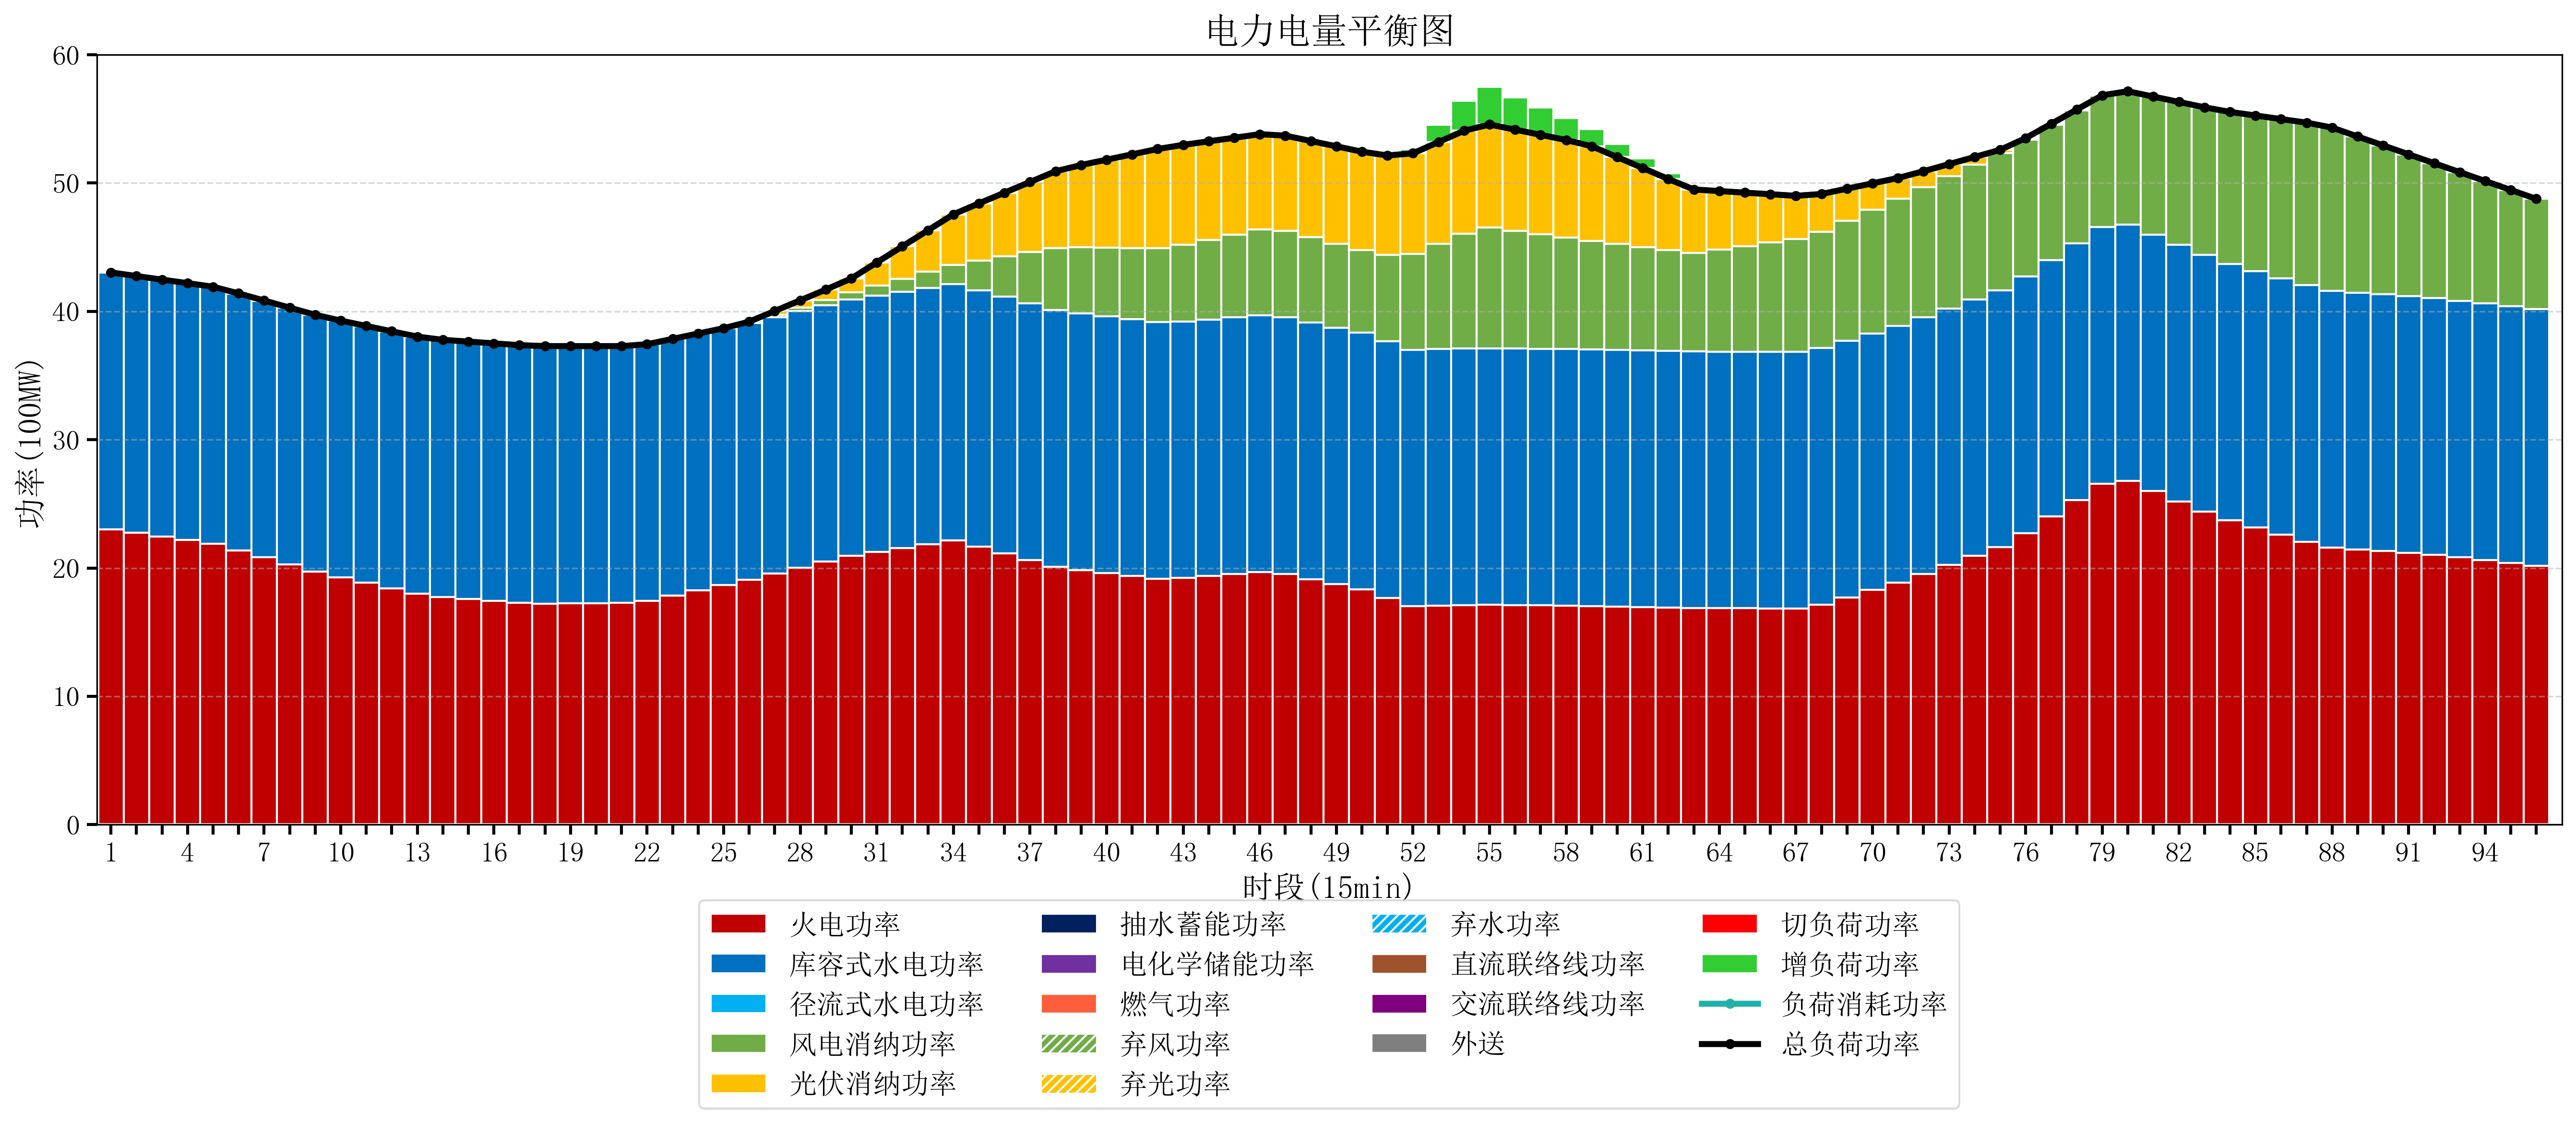 电力电量平衡图
功率(100MW)
60
50
40
30
20
10
0
1 4 7 10 13 16 19 22 25 28 31 34 37 40 43 46 49 52 55 58 61 64 67 70 73 76 79 82 85 88 91 94
时段(15min)
火电功率
库容式水电功率
径流式水电功率
风电消纳功率
光伏消纳功率
抽水蓄能功率
电化学储能功率
燃气功率
弃风功率
弃光功率
弃水功率
直流联络线功率
交流联络线功率
外送
切负荷功率
增负荷功率
负荷消耗功率
总负荷功率